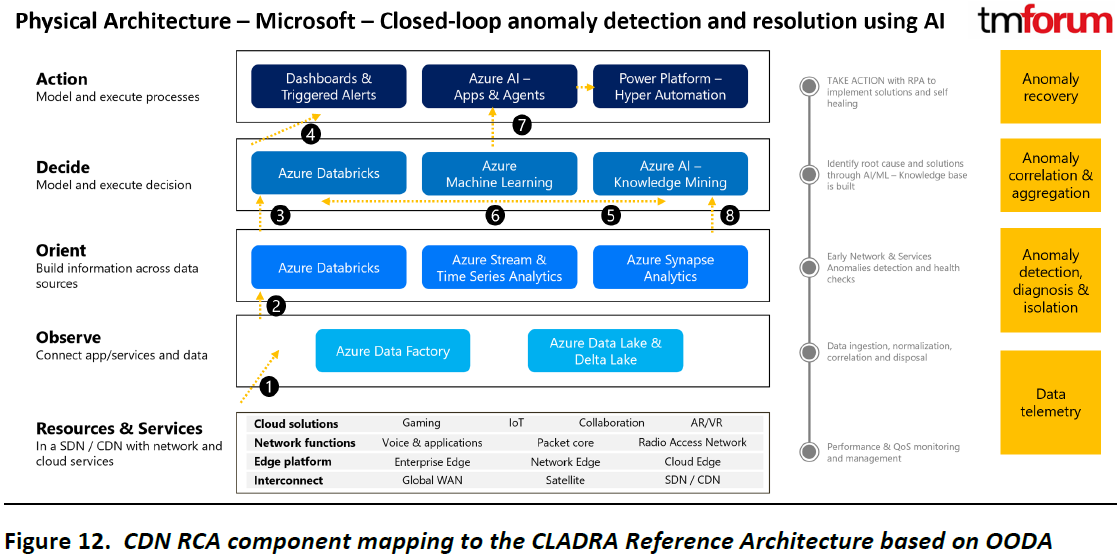 Physical Architecture – Microsoft – Closed-loop anomaly detection and resolution using AI
tmforum
Action
Model and execute processes
Dashboards &
Triggered Alerts
Azure AI –
Apps & Agents
Power Platform –
Hyper Automation
TAKE ACTION with RPA to
implement solutions and self
healing
Anomaly
recovery
4
7
Decide
Model and execute decision
Azure Databricks
Azure
Machine Learning
Azure AI –
Knowledge Mining
Identify root cause and solutions
through AI/ML – Knowledge base
is built
Anomaly
correlation &
aggregation
3
6
5
8
Orient
Build information across data
sources
Azure Databricks
Azure Stream &
Time Series Analytics
Azure Synapse
Analytics
Early Network & Services
Anomalies detection and health
checks
Anomaly
detection,
diagnosis &
isolation
2
Observe
Connect app/services and data
Azure Data Factory
Azure Data Lake &
Delta Lake
Data ingestion, normalization,
correlation and disposal
Data
telemetry
1
Resources & Services
In a SDN / CDN with network and
cloud services
Cloud solutions Gaming IoT Collaboration AR/VR
Network functions Voice & applications Packet core Radio Access Network
Edge platform Enterprise Edge Network Edge Cloud Edge
Interconnect Global WAN Satellite SDN / CDN
Performance & QoS monitoring
and management
Figure 12. CDN RCA component mapping to the CLADRA Reference Architecture based on OODA